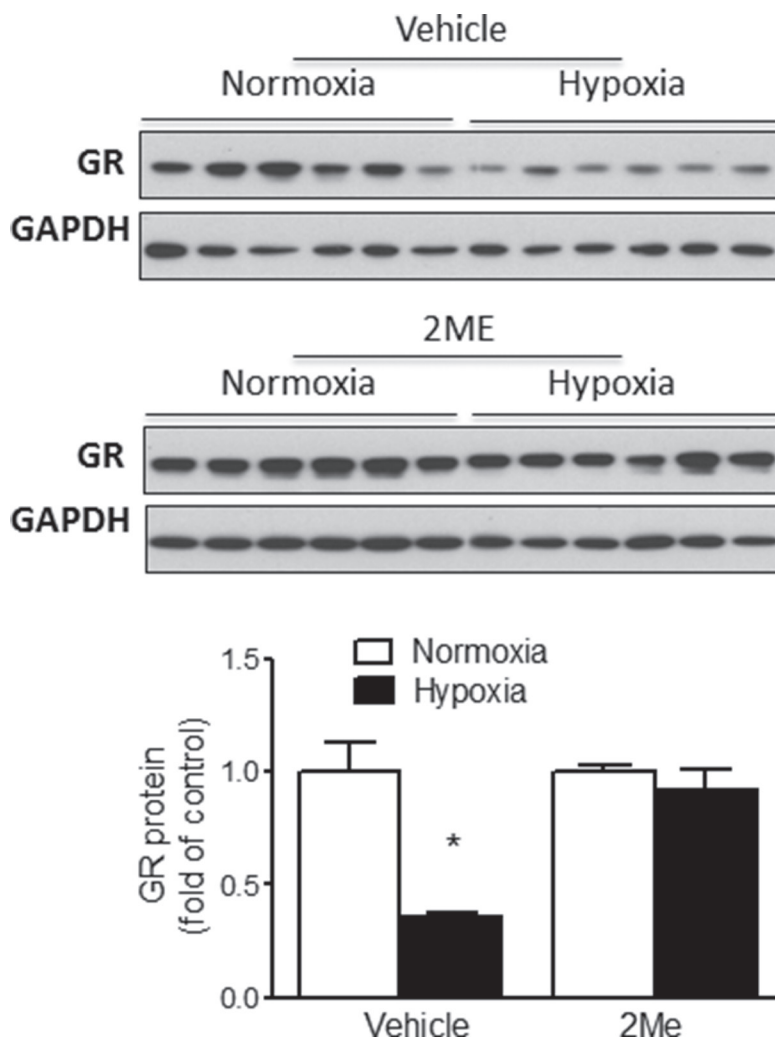 Vehicle
Normoxia Hypoxia
GR
GAPDH
2ME
Normoxia Hypoxia
GR
GAPDH
Normoxia
Hypoxia
GR protein
(fold of control)
1.5
1.0
0.5
0.0
*
Vehicle 2Me